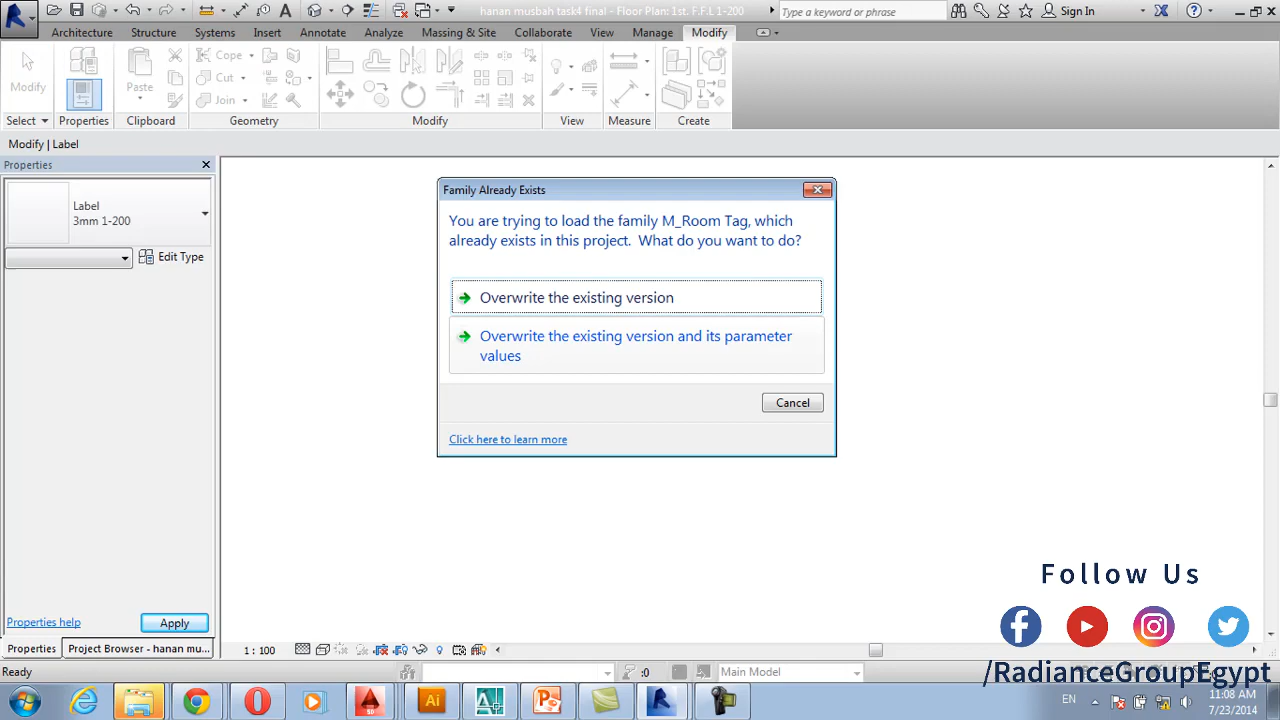 hanan musbah task4 final - Floor Plan: 1st. F.F.L 1-200
Type a keyword or phrase
Sign In
Architecture Structure Systems Insert Annotate Analyze Massing & Site Collaborate View Manage Modify
Modify
Paste
Cope
Cut
Join
Select Properties Clipboard Geometry Modify View Measure Create
Modify | Label
Properties
Label
3mm 1-200
Edit Type
Family Already Exists
You are trying to load the family M_Room Tag, which
already exists in this project. What do you want to do?
Overwrite the existing version
Overwrite the existing version and its parameter
values
Cancel
Click here to learn more
Follow Us
/RadianceGroupEgypt
Properties help
Apply
Properties
Project Browser - hanan mu...
1 : 100
Ready
:0
Main Model
Ai
EN
11:08 AM
7/23/2014